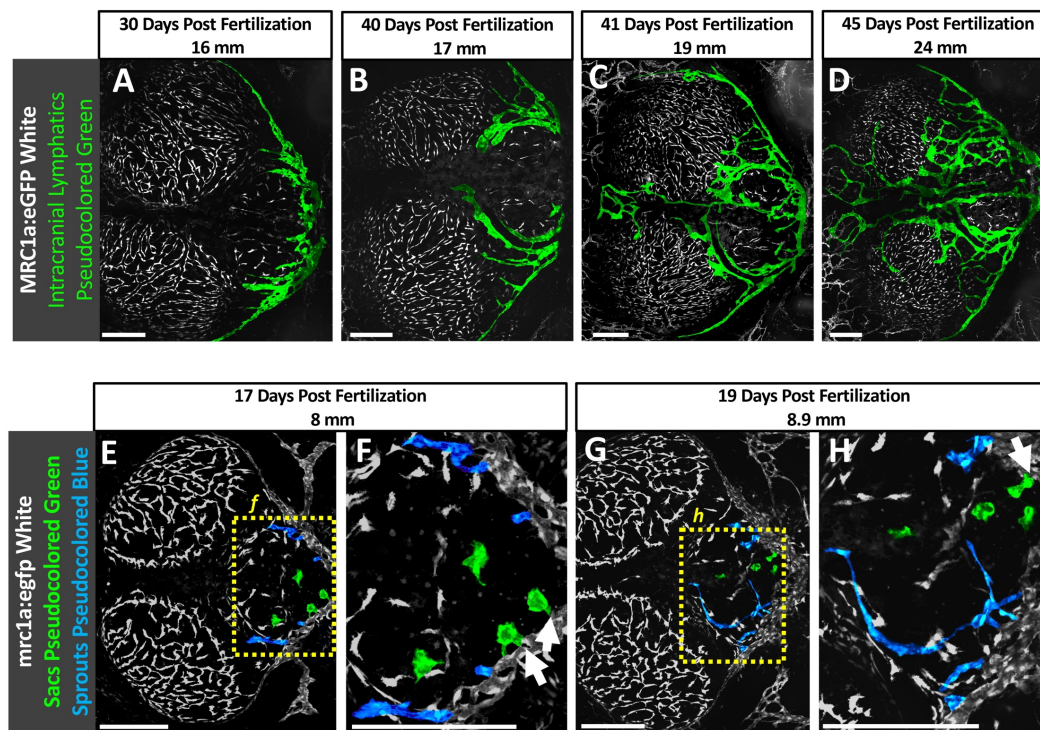 30 Days Post Fertilization
16 mm
40 Days Post Fertilization
17 mm
41 Days Post Fertilization
19 mm
45 Days Post Fertilization
24 mm
MRC1a:eGFP White
Intracranial Lymphatics
Pseudocolored Green
A
B
C
D
17 Days Post Fertilization
8 mm
19 Days Post Fertilization
8.9 mm
mrc1a:egfp White
Sacs Pseudocolored Green
Sprouts Pseudocolored Blue
E
f
F
G
h
H